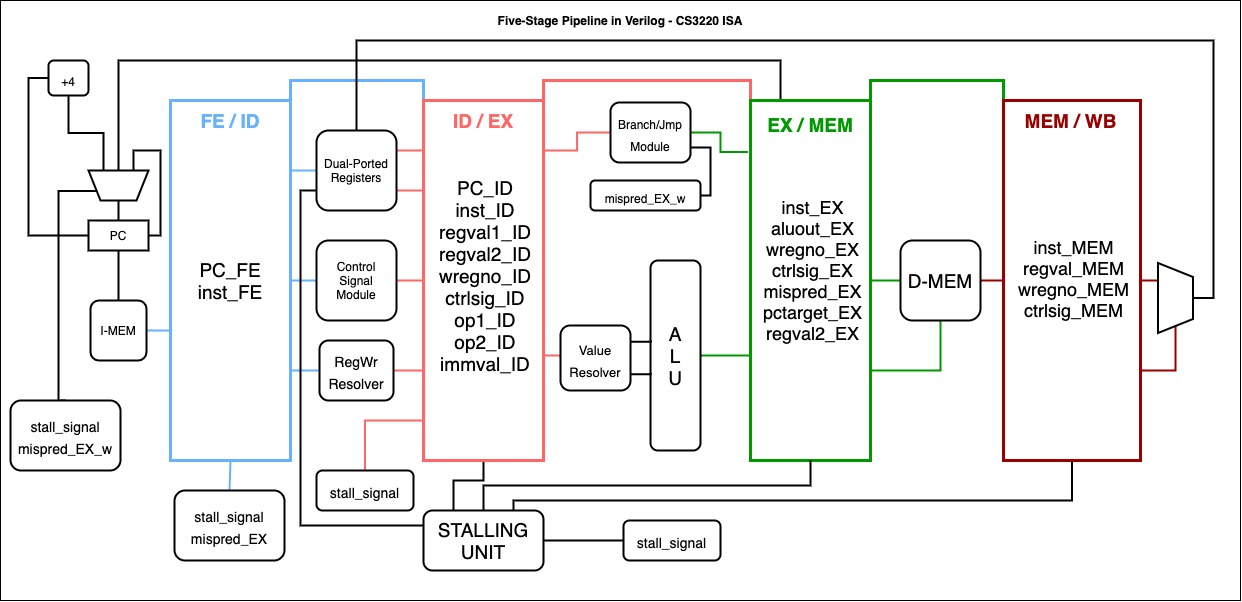 Five-Stage Pipeline in Verilog - CS3220 ISA
+4
PC
I-MEM
stall_signal
mispred_EX_w
FE / ID
PC_FE
inst_FE
stall_signal
mispred_EX
Dual-Ported
Registers
Control
Signal
Module
RegWr
Resolver
stall_signal
ID / EX
PC_ID
inst_ID
regval1_ID
regval2_ID
wregno_ID
ctrlsig_ID
op1_ID
op2_ID
immval_ID
STALLING
UNIT
stall_signal
Branch/Jmp
Module
mispred_EX_w
Value
Resolver
A
L
U
EX / MEM
inst_EX
aluout_EX
wregno_EX
ctrlsig_EX
mispred_EX
pctarget_EX
regval2_EX
D-MEM
MEM / WB
inst_MEM
regval_MEM
wregno_MEM
ctrlsig_MEM